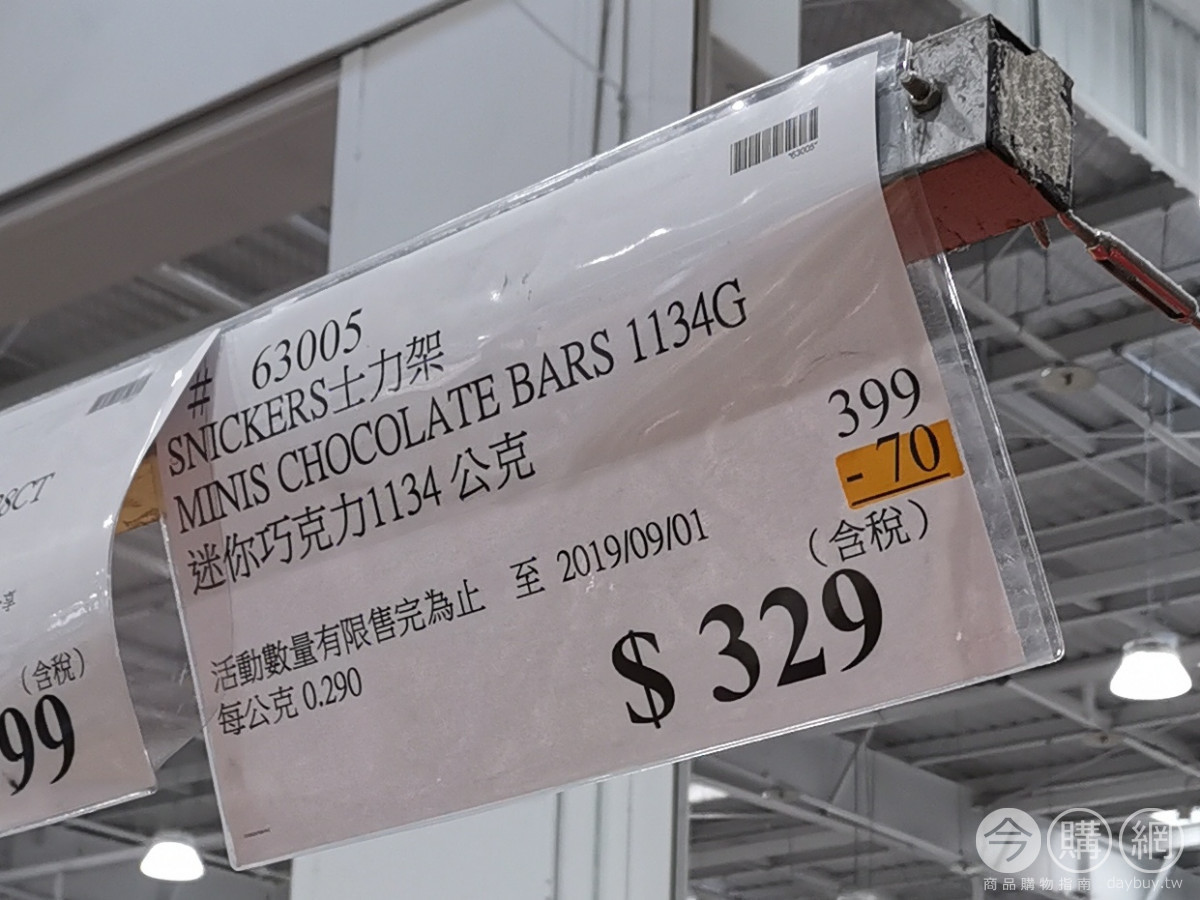 *63005*
# 63005
SNICKERS士力架
MINIS CHOCOLATE BARS 1134G
迷你巧克力1134 公克
399
- 70
(含稅)
活動數量有限售完為止 至 2019/09/01
每公克 0.290
$ 329
8CT
享
(含稅)
99
今購網
商品購物指南 daybuy.tw